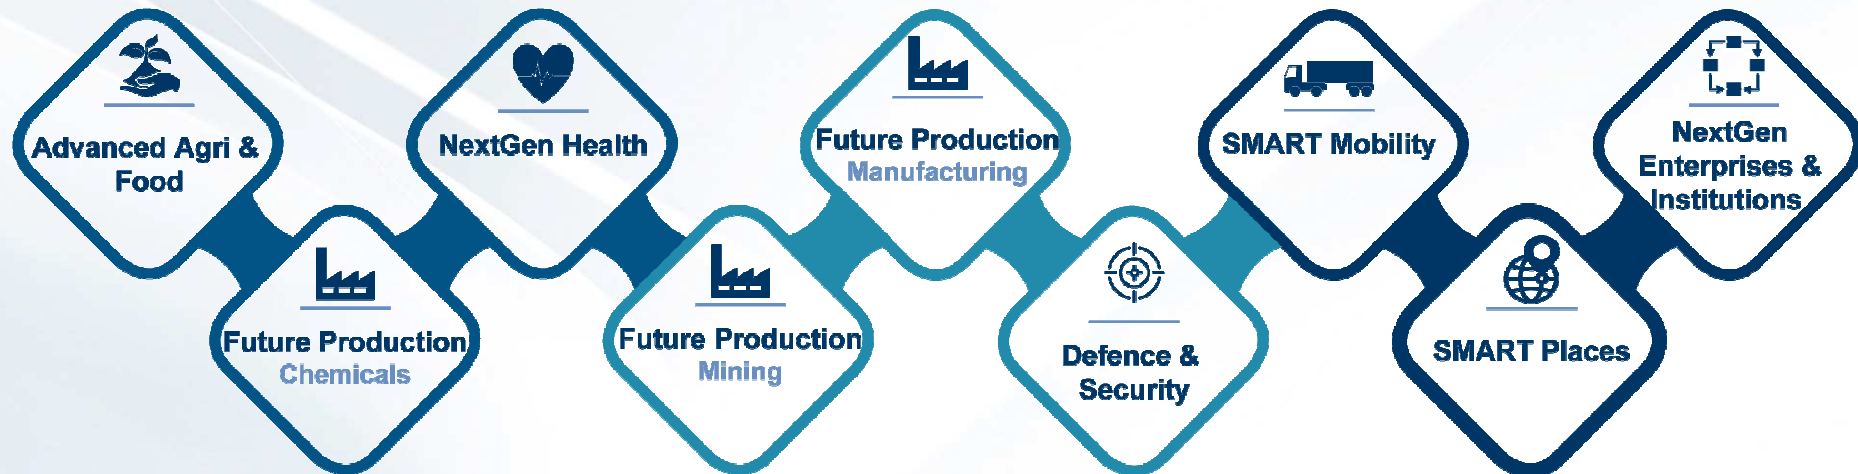 Advanced Agri &
Food
Future Production
Chemicals
NextGen Health
Future Production
Mining
Future Production
Manufacturing
Defence &
Security
SMART Mobility
SMART Places
NextGen
Enterprises &
Institutions